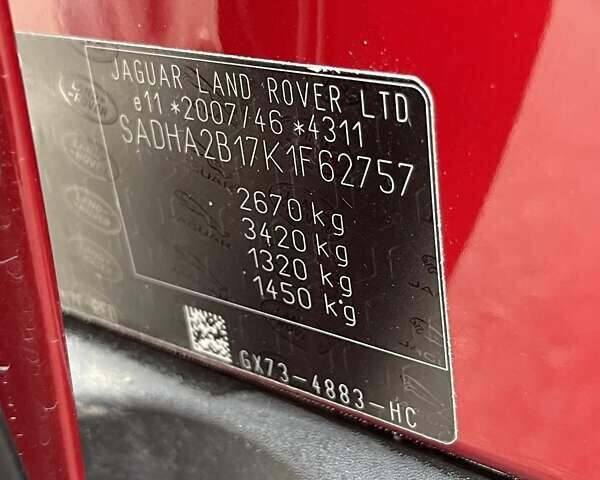 JAGUAR LAND ROVER LTD
e11 *2007/46 *4311
SADHA2B17K1F62757
2670 kg
3420 kg
1320 kg
1450 kg
GX73-4883-HC